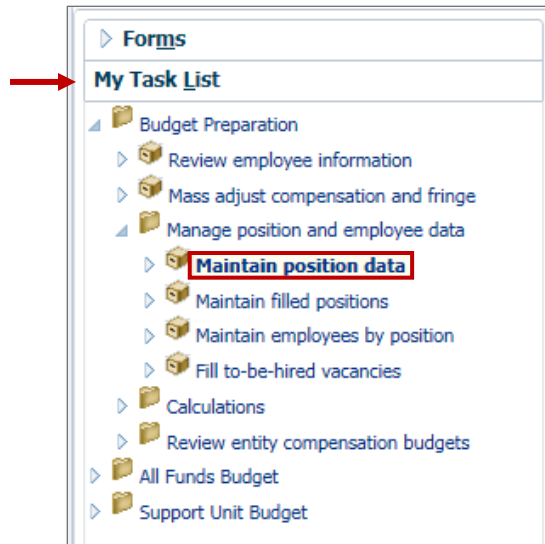 Forms
My Task List
Budget Preparation
Review employee information
Mass adjust compensation and fringe
Manage position and employee data
Maintain position data
Maintain filled positions
Maintain employees by position
Fill to-be-hired vacancies
Calculations
Review entity compensation budgets
All Funds Budget
Support Unit Budget